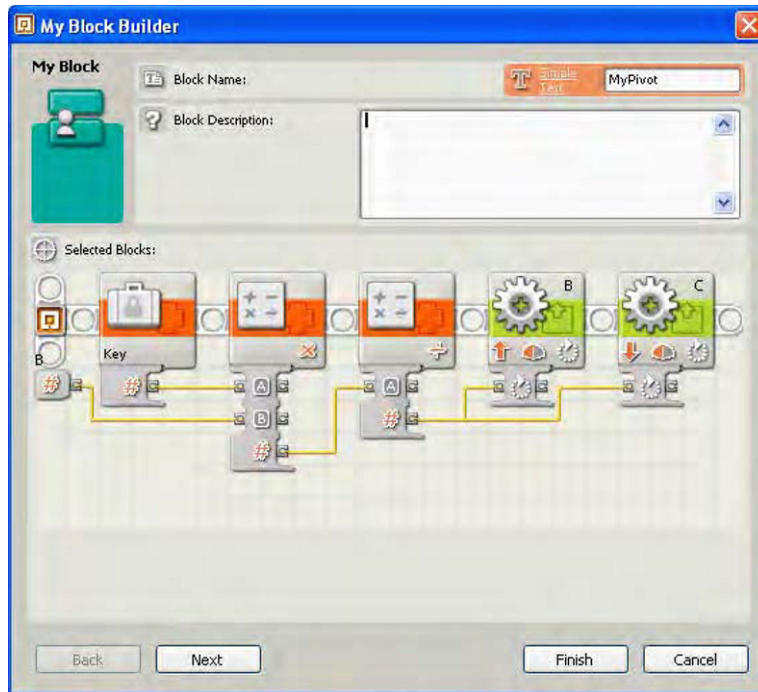 My Block Builder
My Block
Block Name:
Simple Text
MyPivot
Block Description:
Selected Blocks:
B
C
Key
B
#
#
A
B
#
A
#
Back
Next
Finish
Cancel